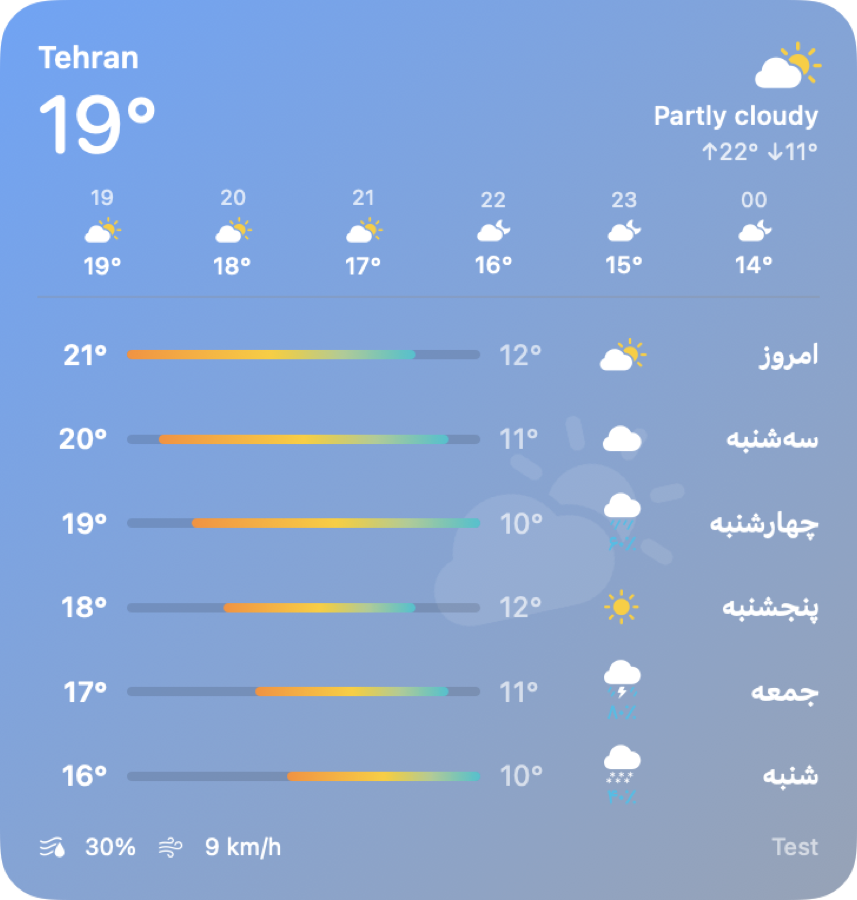 Tehran
19°
Partly cloudy
↑22° ↓11°
19 20 21 22 23 00
19° 18° 17° 16° 15° 14°
امروز 12° 21°
سه‌شنبه 11° 20°
چهارشنبه 10° 19°
پنجشنبه 12° 18°
جمعه 11° 17°
۸۰٪
شنبه 10° 16°
30% 9 km/h Test